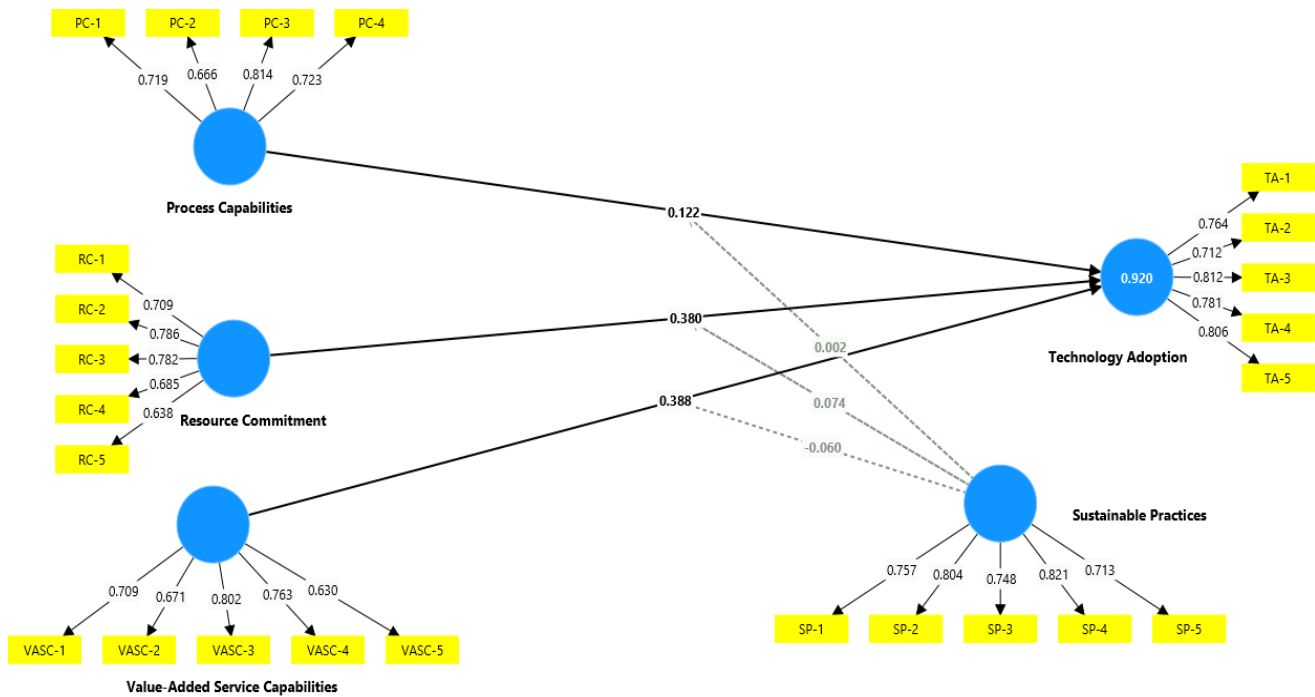 PC-1 PC-2 PC-3 PC-4
0.719 0.666 0.814 0.723
Process Capabilities
RC-1
RC-2
RC-3
RC-4
RC-5
0.709
0.786
0.782
0.685
0.638
Resource Commitment
0.122
0.380
0.388
0.002
0.074
-0.060
TA-1
TA-2
TA-3
TA-4
TA-5
0.764
0.712
0.812
0.781
0.806
0.920
Technology Adoption
Sustainable Practices
0.757 0.804 0.748 0.821 0.713
SP-1 SP-2 SP-3 SP-4 SP-5
0.709 0.671 0.802 0.763 0.630
VASC-1 VASC-2 VASC-3 VASC-4 VASC-5
Value-Added Service Capabilities